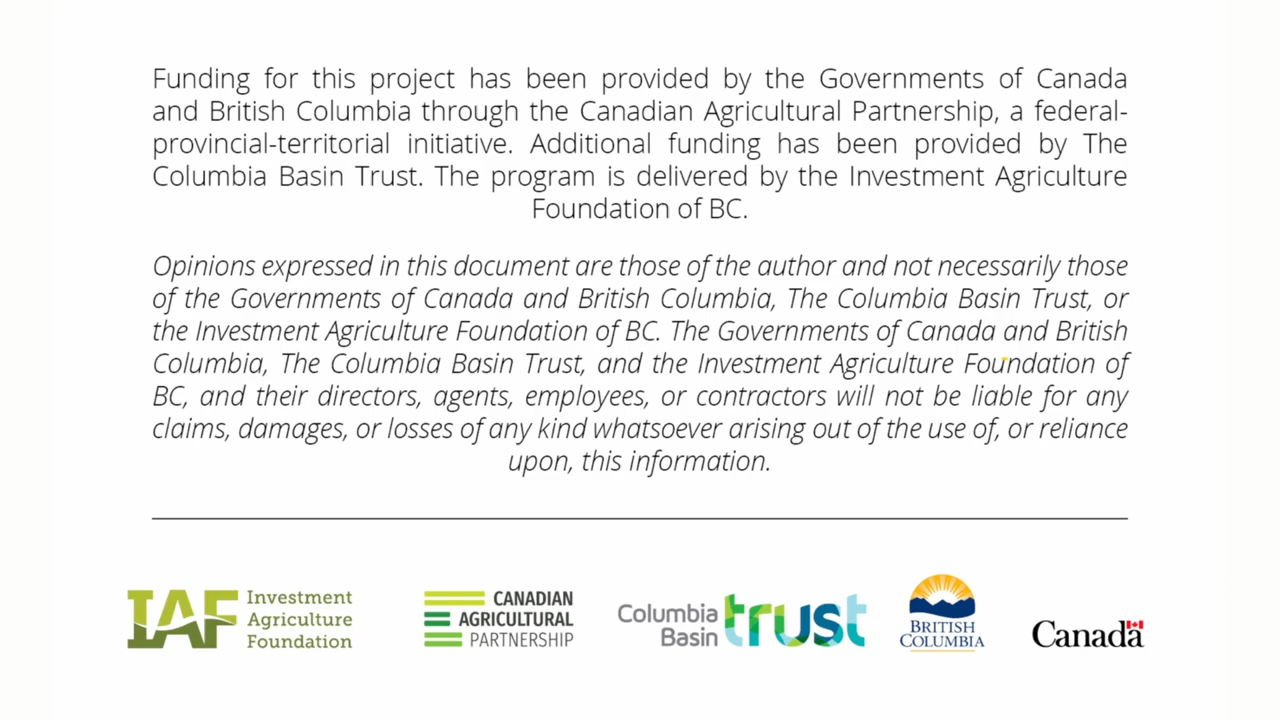 Funding for this project has been provided by the Governments of Canada
and British Columbia through the Canadian Agricultural Partnership, a federal-
provincial-territorial initiative. Additional funding has been provided by The
Columbia Basin Trust. The program is delivered by the Investment Agriculture
Foundation of BC.
Opinions expressed in this document are those of the author and not necessarily those
of the Governments of Canada and British Columbia, The Columbia Basin Trust, or
the Investment Agriculture Foundation of BC. The Governments of Canada and British
Columbia, The Columbia Basin Trust, and the Investment Agriculture Foundation of
BC, and their directors, agents, employees, or contractors will not be liable for any
claims, damages, or losses of any kind whatsoever arising out of the use of, or reliance
upon, this information.
IAF
Investment
Agriculture
Foundation
CANADIAN
AGRICULTURAL
PARTNERSHIP
Columbia
Basin
trust
BRITISH
COLUMBIA
Canada